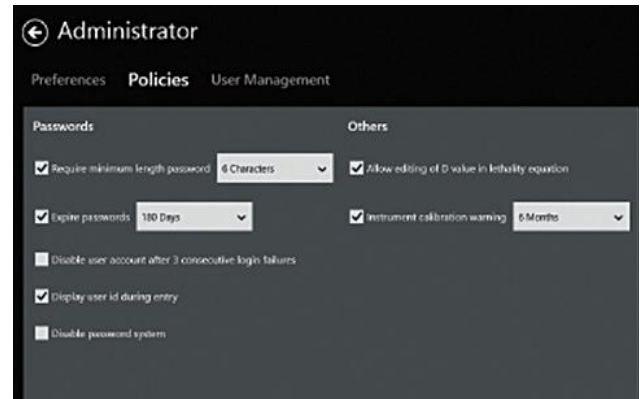 Administrator
Preferences Policies User Management
Passwords
Require minimum length password 6 Characters
Expire passwords 180 Days
Disable user account after 3 consecutive login failures
Display user id during entry
Disable password system
Others
Allow editing of D value in lethality equation
Instrument calibration warning 6 Months